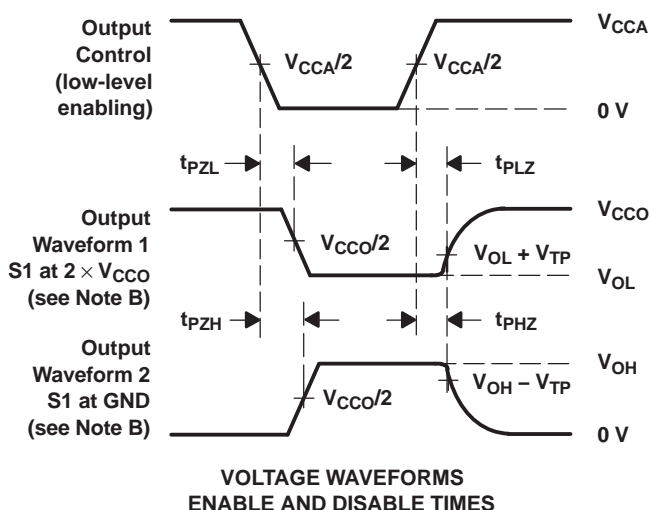 Output
Control
(low-level
enabling)
V_CCA
V_CCA/2
V_CCA/2
0 V
t_PZL
t_PLZ
Output
Waveform 1
S1 at 2 × V_CCO
(see Note B)
V_CCO
V_CCO/2
V_OL + V_TP
V_OL
t_PZH
t_PHZ
Output
Waveform 2
S1 at GND
(see Note B)
V_OH
V_OH − V_TP
V_CCO/2
0 V
VOLTAGE WAVEFORMS
ENABLE AND DISABLE TIMES